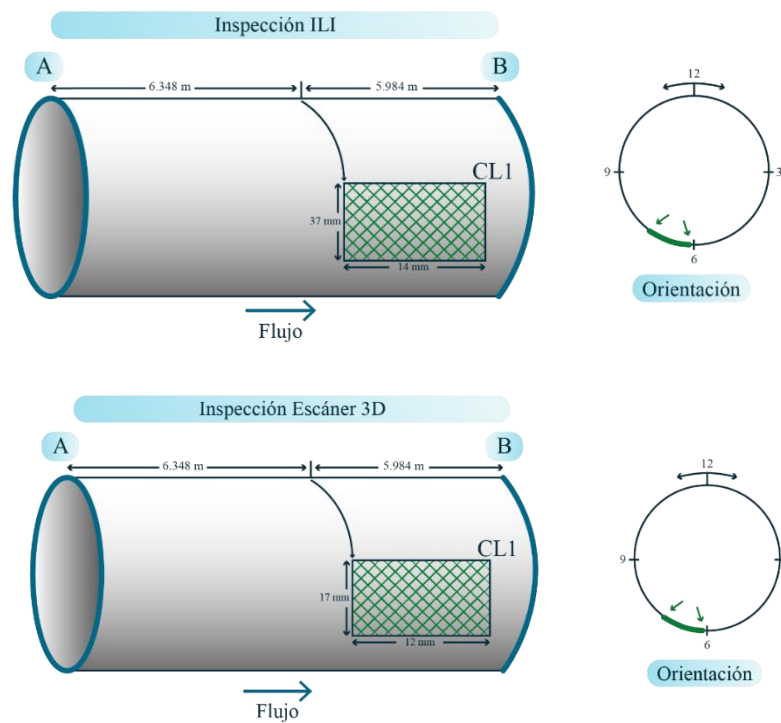 Inspección ILI
A
B
6.348 m
5.984 m
CL1
37 mm
14 mm
Flujo
12
9
3
6
Orientación
Inspección Escáner 3D
A
B
6.348 m
5.984 m
CL1
17 mm
12 mm
Flujo
12
9
6
Orientación